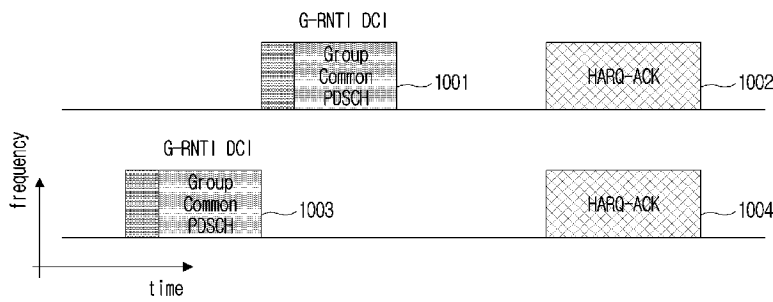 G-RNTI DCI
Group
Common
PDSCH
1001
HARQ-ACK
1002
G-RNTI DCI
Group
Common
PDSCH
1003
HARQ-ACK
1004
frequency
time